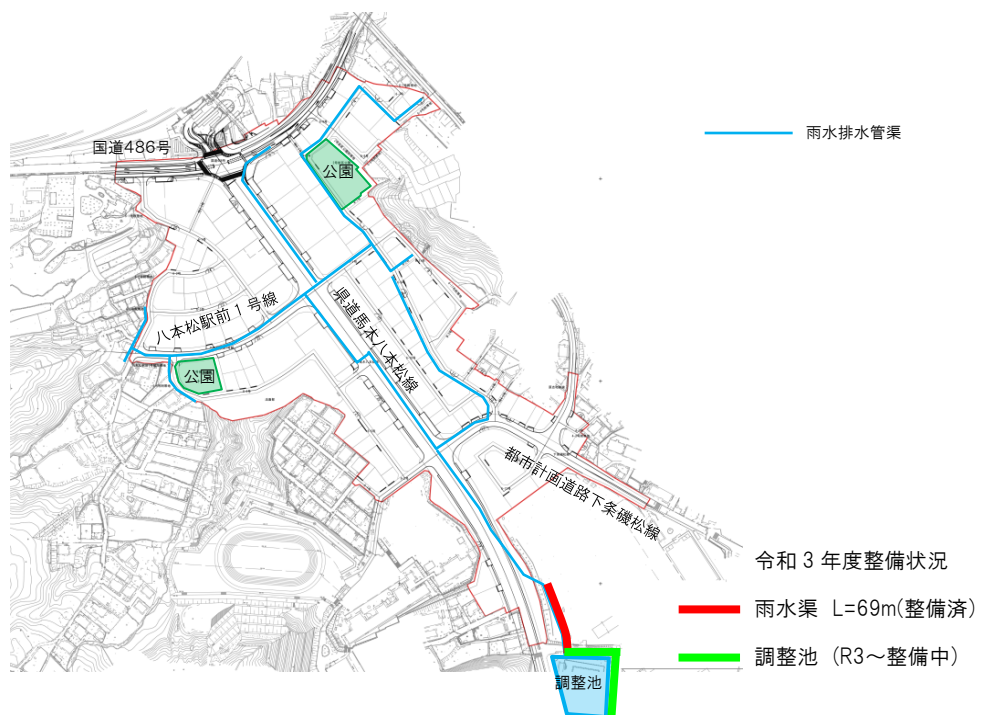 国道486号
公園
雨水排水管渠
八本松駅前1号線
県道馬木八本松線
公園
都市計画道路下条磯松線
令和3年度整備状況
雨水渠 L=69m(整備済)
調整池 (R3～整備中)
調整池